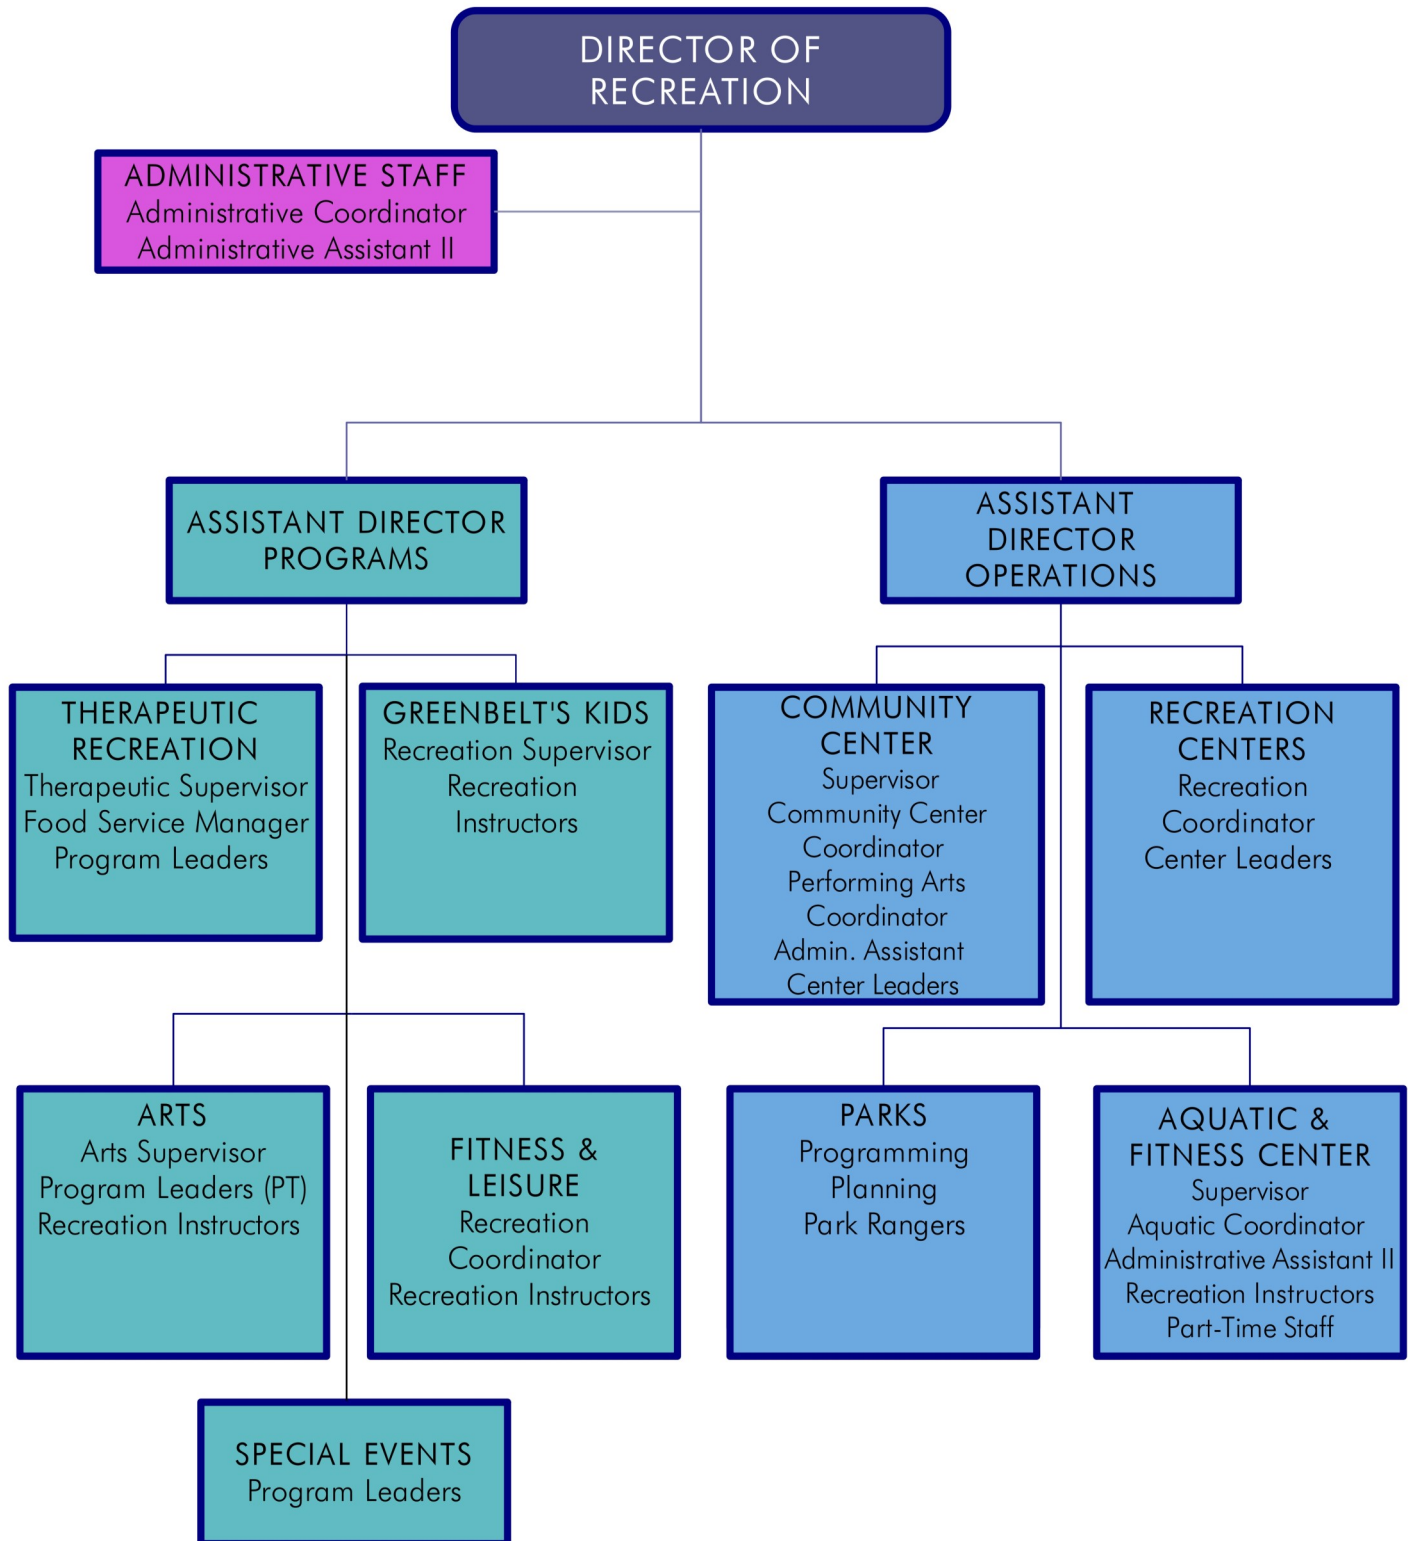 DIRECTOR OF
RECREATION
ADMINISTRATIVE STAFF
Administrative Coordinator
Administrative Assistant II
ASSISTANT DIRECTOR
PROGRAMS
ASSISTANT
DIRECTOR
OPERATIONS
THERAPEUTIC
RECREATION
Therapeutic Supervisor
Food Service Manager
Program Leaders
GREENBELT'S KIDS
Recreation Supervisor
Recreation
Instructors
COMMUNITY
CENTER
Supervisor
Community Center
Coordinator
Performing Arts
Coordinator
Admin. Assistant
Center Leaders
RECREATION
CENTERS
Recreation
Coordinator
Center Leaders
ARTS
Arts Supervisor
Program Leaders (PT)
Recreation Instructors
FITNESS &
LEISURE
Recreation
Coordinator
Recreation Instructors
PARKS
Programming
Planning
Park Rangers
AQUATIC &
FITNESS CENTER
Supervisor
Aquatic Coordinator
Administrative Assistant II
Recreation Instructors
Part-Time Staff
SPECIAL EVENTS
Program Leaders